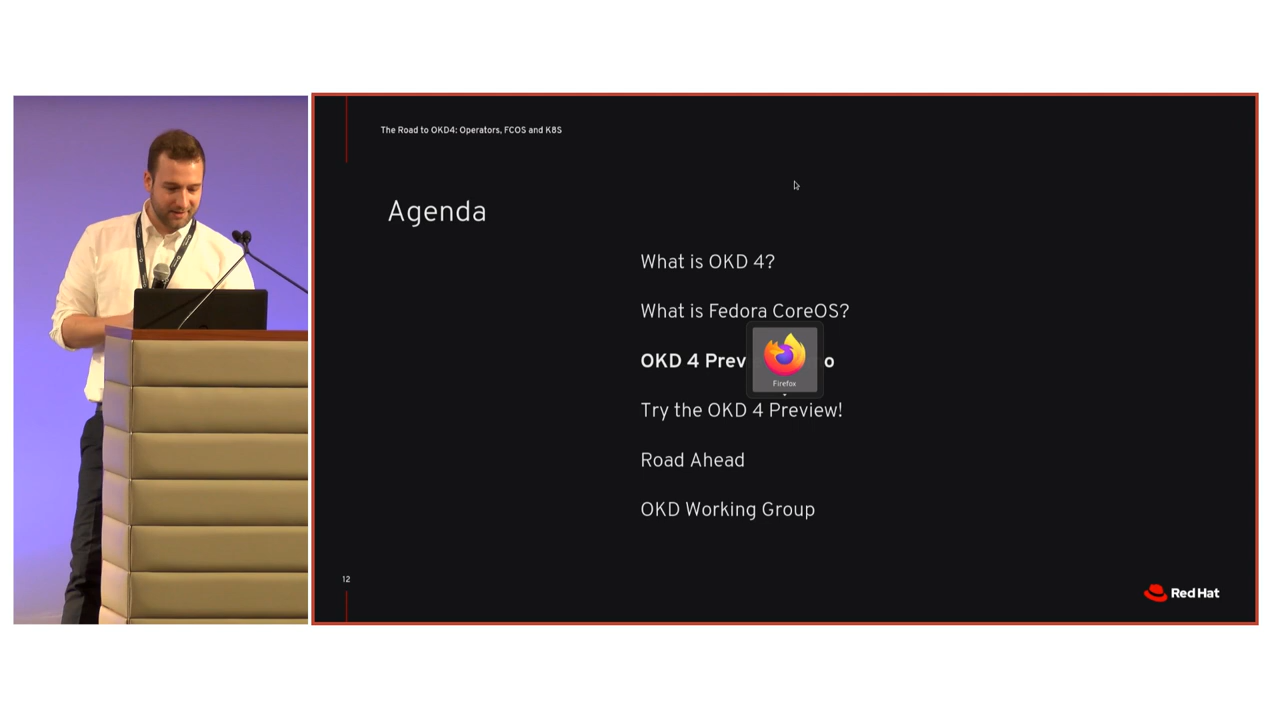 The Road to OKD4: Operators, FCOS and K8S
Agenda
What is OKD 4?
What is Fedora CoreOS?
OKD 4 Prev o
Firefox
Try the OKD 4 Preview!
Road Ahead
OKD Working Group
12
Red Hat